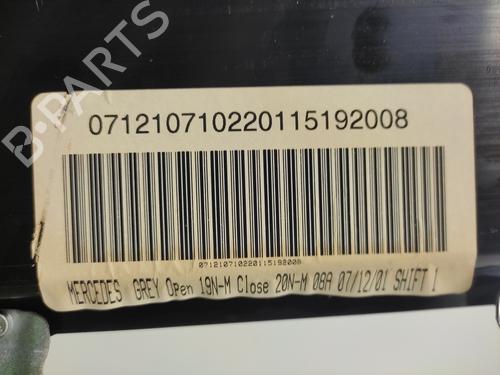 071210710220115192008
071210710220115192008
MERCEDES GREY Open 19N-M Close 20N-M 08A 07/12/01 SHIFT 1
B-PARTS